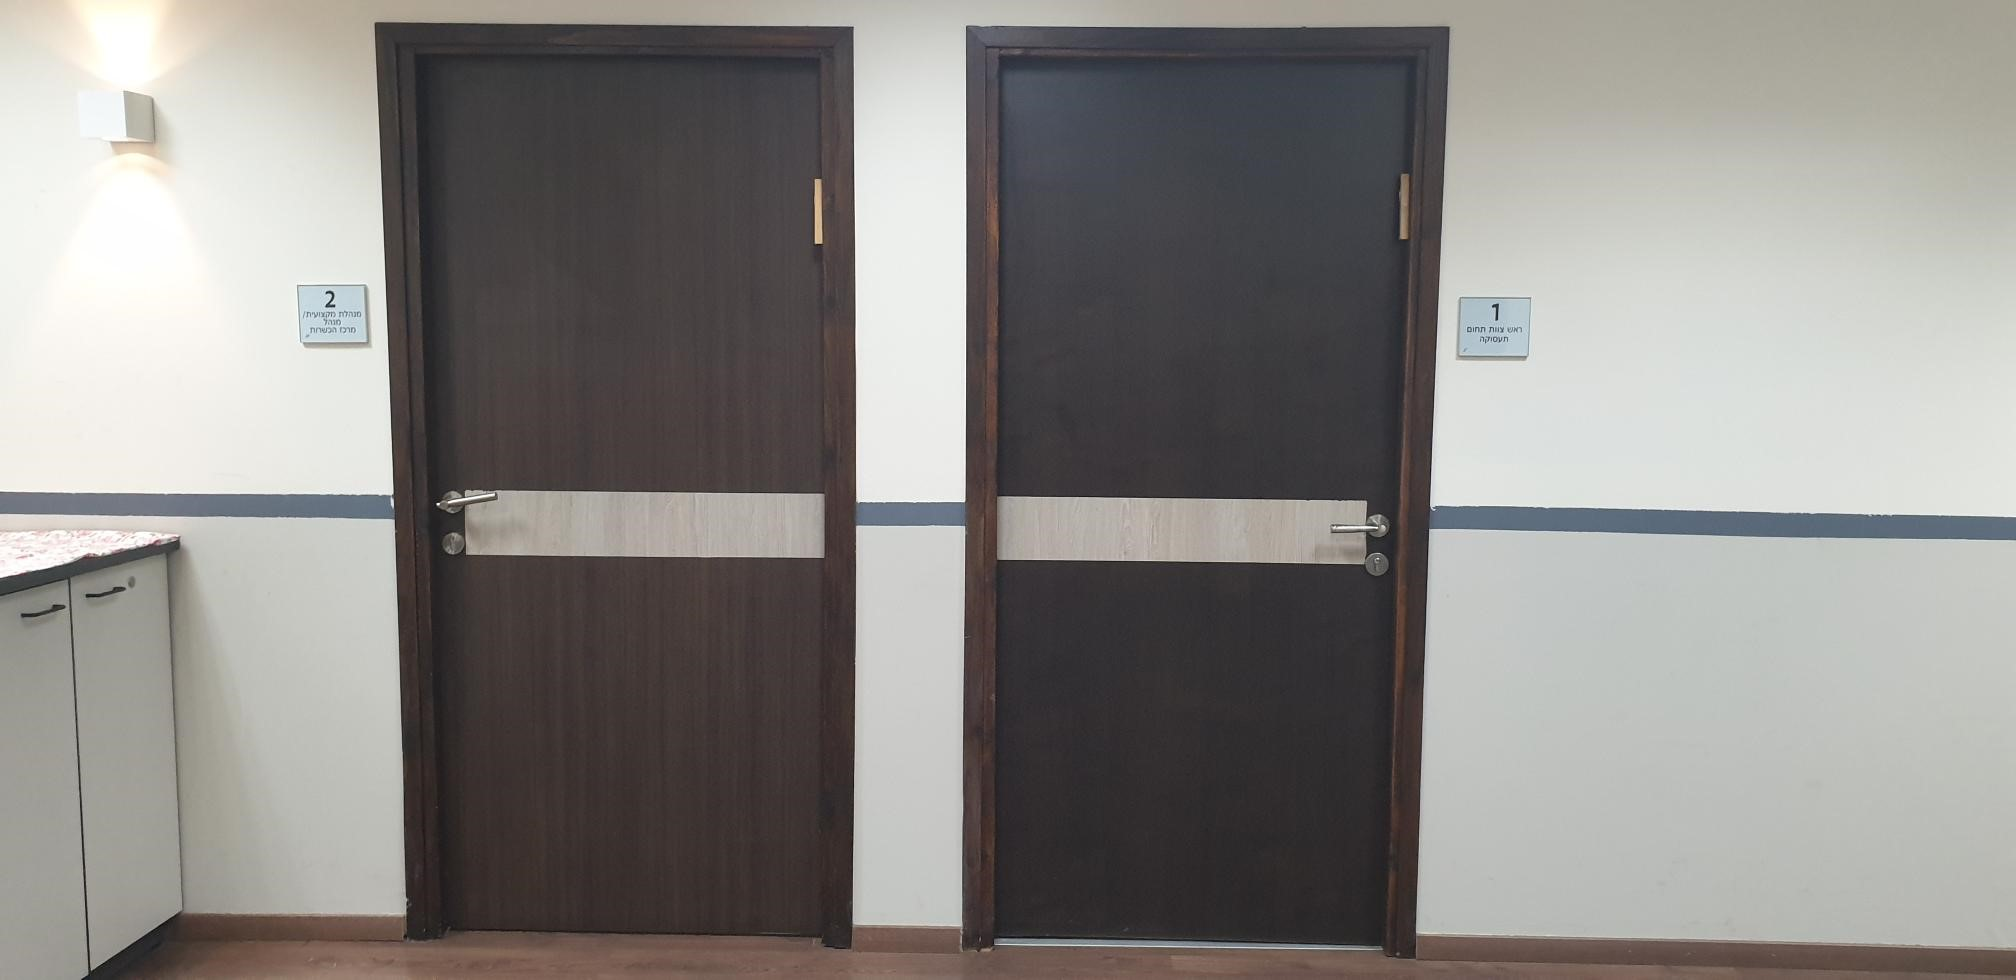 2
מנהלת מקצועית/
מנהל
מרכז הכשרות
1
ראש צוות תחום
תעסוקה